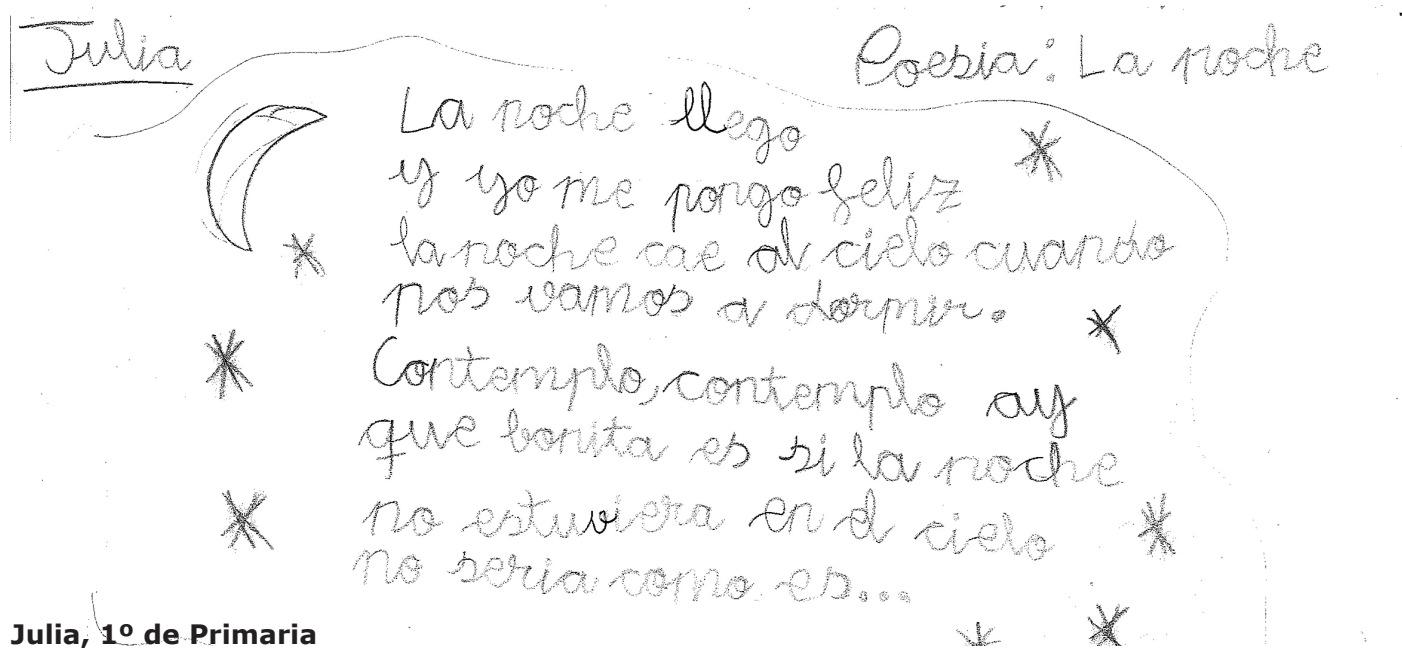 Julia
Poesia: La noche
La noche llego
y yo me pongo feliz
la noche cae al cielo cuando
nos vamos a dormir.
Contemplo, contemplo ay
que bonita es si la noche
no estuviera en el cielo
no seria como es...
Julia, 1º de Primaria